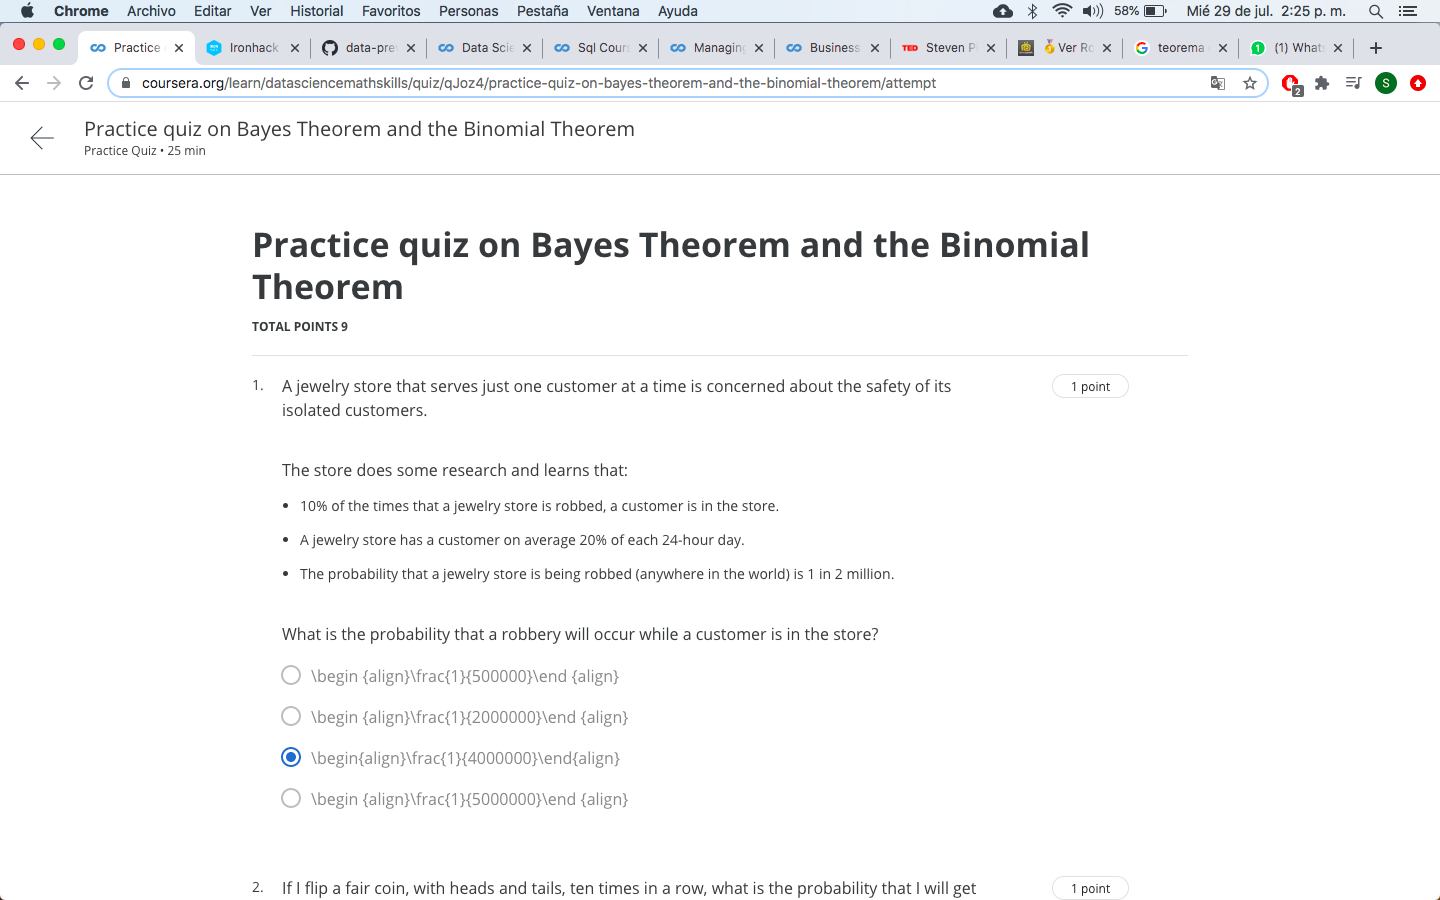 Chrome Archivo Editar Ver Historial Favoritos Personas Pestaña Ventana Ayuda 58% Mié 29 de jul. 2:25 p. m.
Practice Ironhack data-pre Data Scie Sql Cour Managing Business TED Steven P Ver Ro teorema (1) What
coursera.org/learn/datasciencemathskills/quiz/qJoz4/practice-quiz-on-bayes-theorem-and-the-binomial-theorem/attempt 2 S
Practice quiz on Bayes Theorem and the Binomial Theorem
Practice Quiz • 25 min
Practice quiz on Bayes Theorem and the Binomial
Theorem
TOTAL POINTS 9
1. A jewelry store that serves just one customer at a time is concerned about the safety of its 1 point
isolated customers.
The store does some research and learns that:
• 10% of the times that a jewelry store is robbed, a customer is in the store.
• A jewelry store has a customer on average 20% of each 24-hour day.
• The probability that a jewelry store is being robbed (anywhere in the world) is 1 in 2 million.
What is the probability that a robbery will occur while a customer is in the store?
\begin {align}\frac{1}{500000}\end {align}
\begin {align}\frac{1}{2000000}\end {align}
\begin{align}\frac{1}{4000000}\end{align}
\begin {align}\frac{1}{5000000}\end {align}
2. If I flip a fair coin, with heads and tails, ten times in a row, what is the probability that I will get 1 point